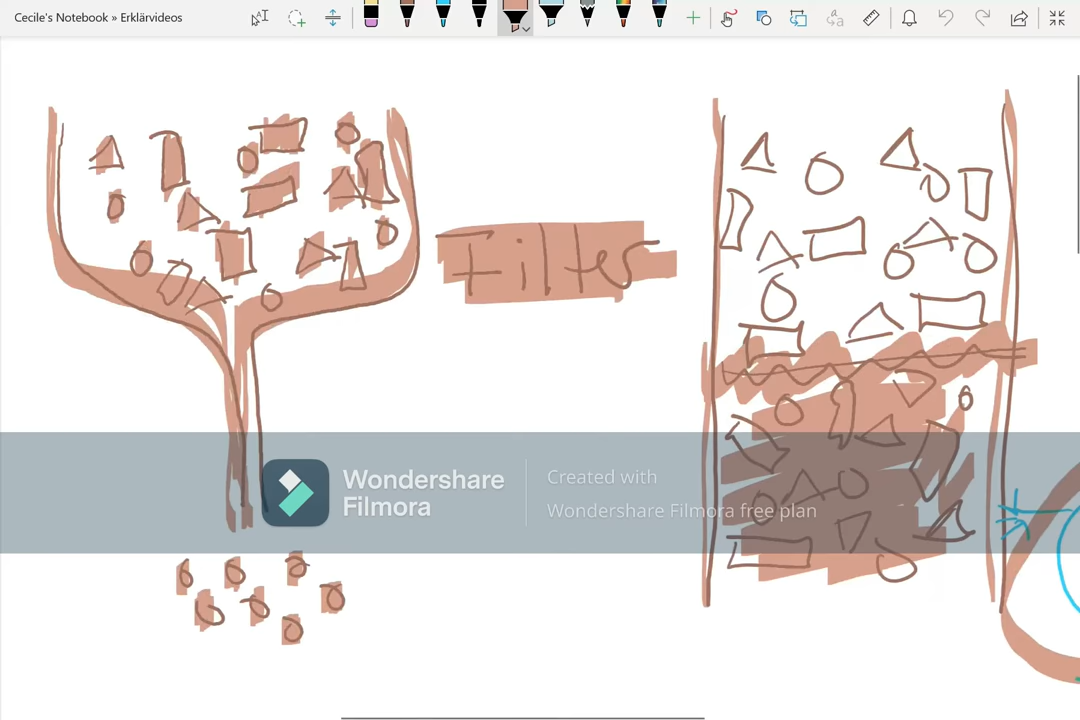 Cecile's Notebook » Erklärvideos
Filter
Wondershare
Filmora
Created with
Wondershare Filmora free plan